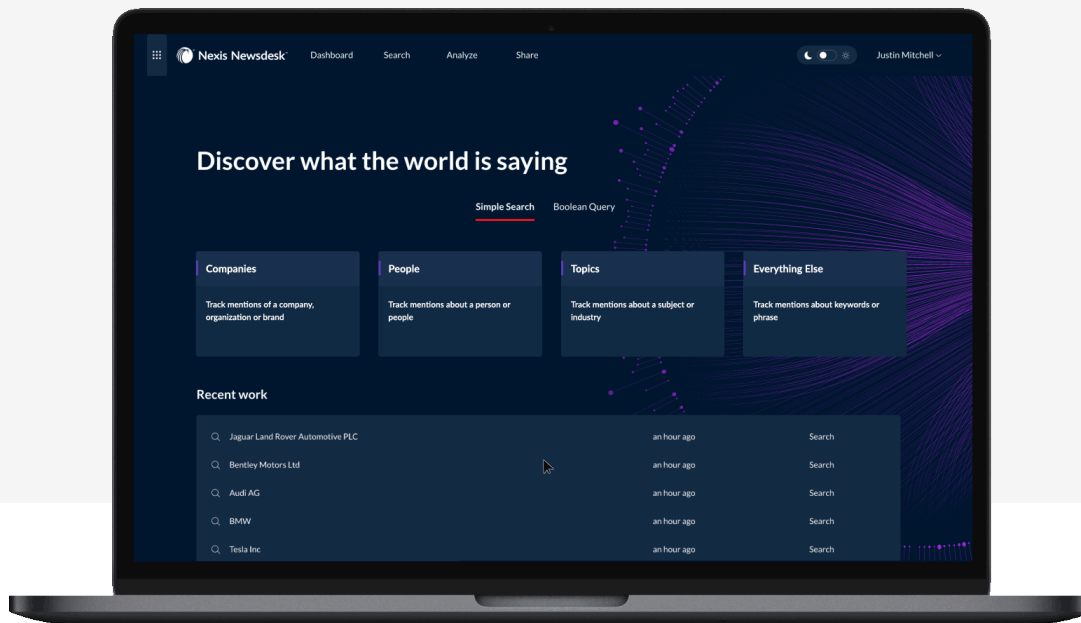 Nexis Newsdesk™ Dashboard Search Analyze Share Justin Mitchell
Discover what the world is saying
Simple Search Boolean Query
Companies
Track mentions of a company,
organization or brand
People
Track mentions about a person or
people
Topics
Track mentions about a subject or
industry
Everything Else
Track mentions about keywords or
phrase
Recent work
Jaguar Land Rover Automotive PLC an hour ago Search
Bentley Motors Ltd an hour ago Search
Audi AG an hour ago Search
BMW an hour ago Search
Tesla Inc an hour ago Search